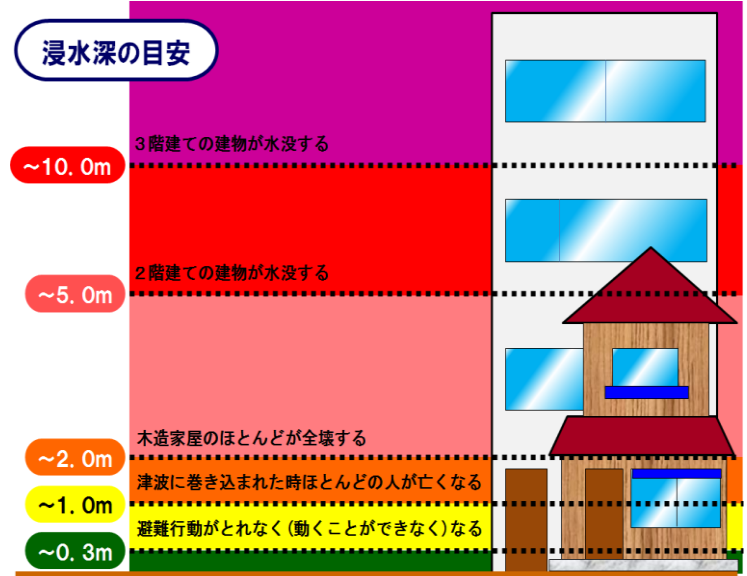 浸水深の目安
3階建ての建物が水没する
～10.0m
2階建ての建物が水没する
～5.0m
木造家屋のほとんどが全壊する
～2.0m
津波に巻き込まれた時ほとんどの人が亡くなる
～1.0m
避難行動がとれなく(動くことができなく)なる
～0.3m